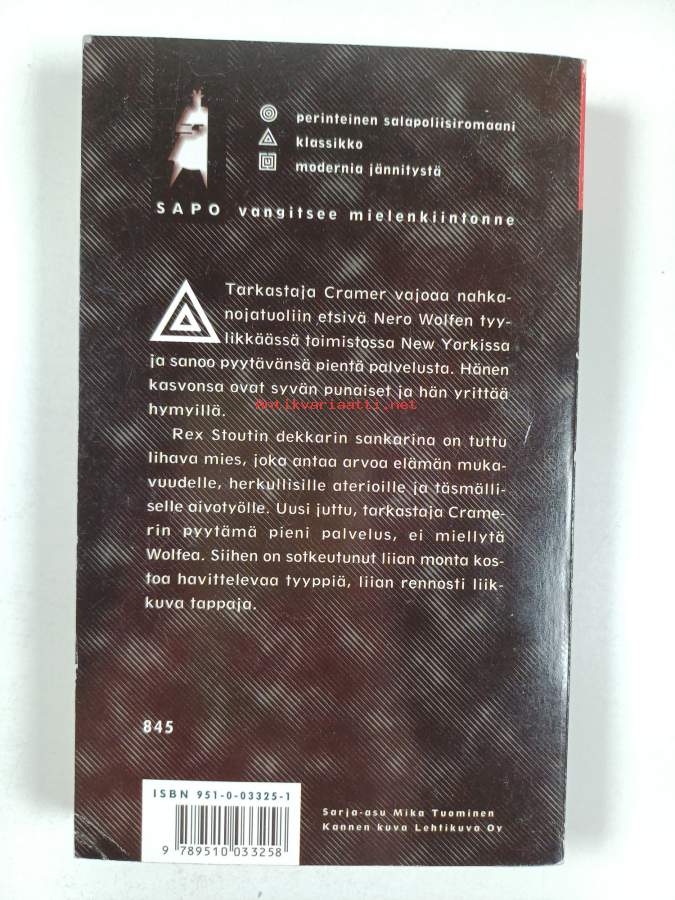 perinteinen salapoliisiromaani
klassikko
modernia jännitystä
SAPO vangitsee mielenkiintonne
Tarkastaja Cramer vajoaa nahka-
nojatuoliin etsivä Nero Wolfen tyy-
likkäässä toimistossa New Yorkissa
ja sanoo pyytävänsä pientä palvelusta. Hänen
kasvonsa ovat syvän punaiset ja hän yrittää
hymyillä.
Antikvariaatti.net
Rex Stoutin dekkarin sankarina on tuttu
lihava mies, joka antaa arvoa elämän muka-
vuudelle, herkullisille aterioille ja täsmälli-
selle aivotyölle. Uusi juttu, tarkastaja Crame-
rin pyytämä pieni palvelus, ei miellytä
Wolfea. Siihen on sotkeutunut liian monta kos-
toa havittelevaa tyyppiä, liian rennosti liik-
kuva tappaja.
845
ISBN 951-0-03325-1
9 789510 033258
Sarja-asu Mika Tuominen
Kannen kuva Lehtikuva Oy